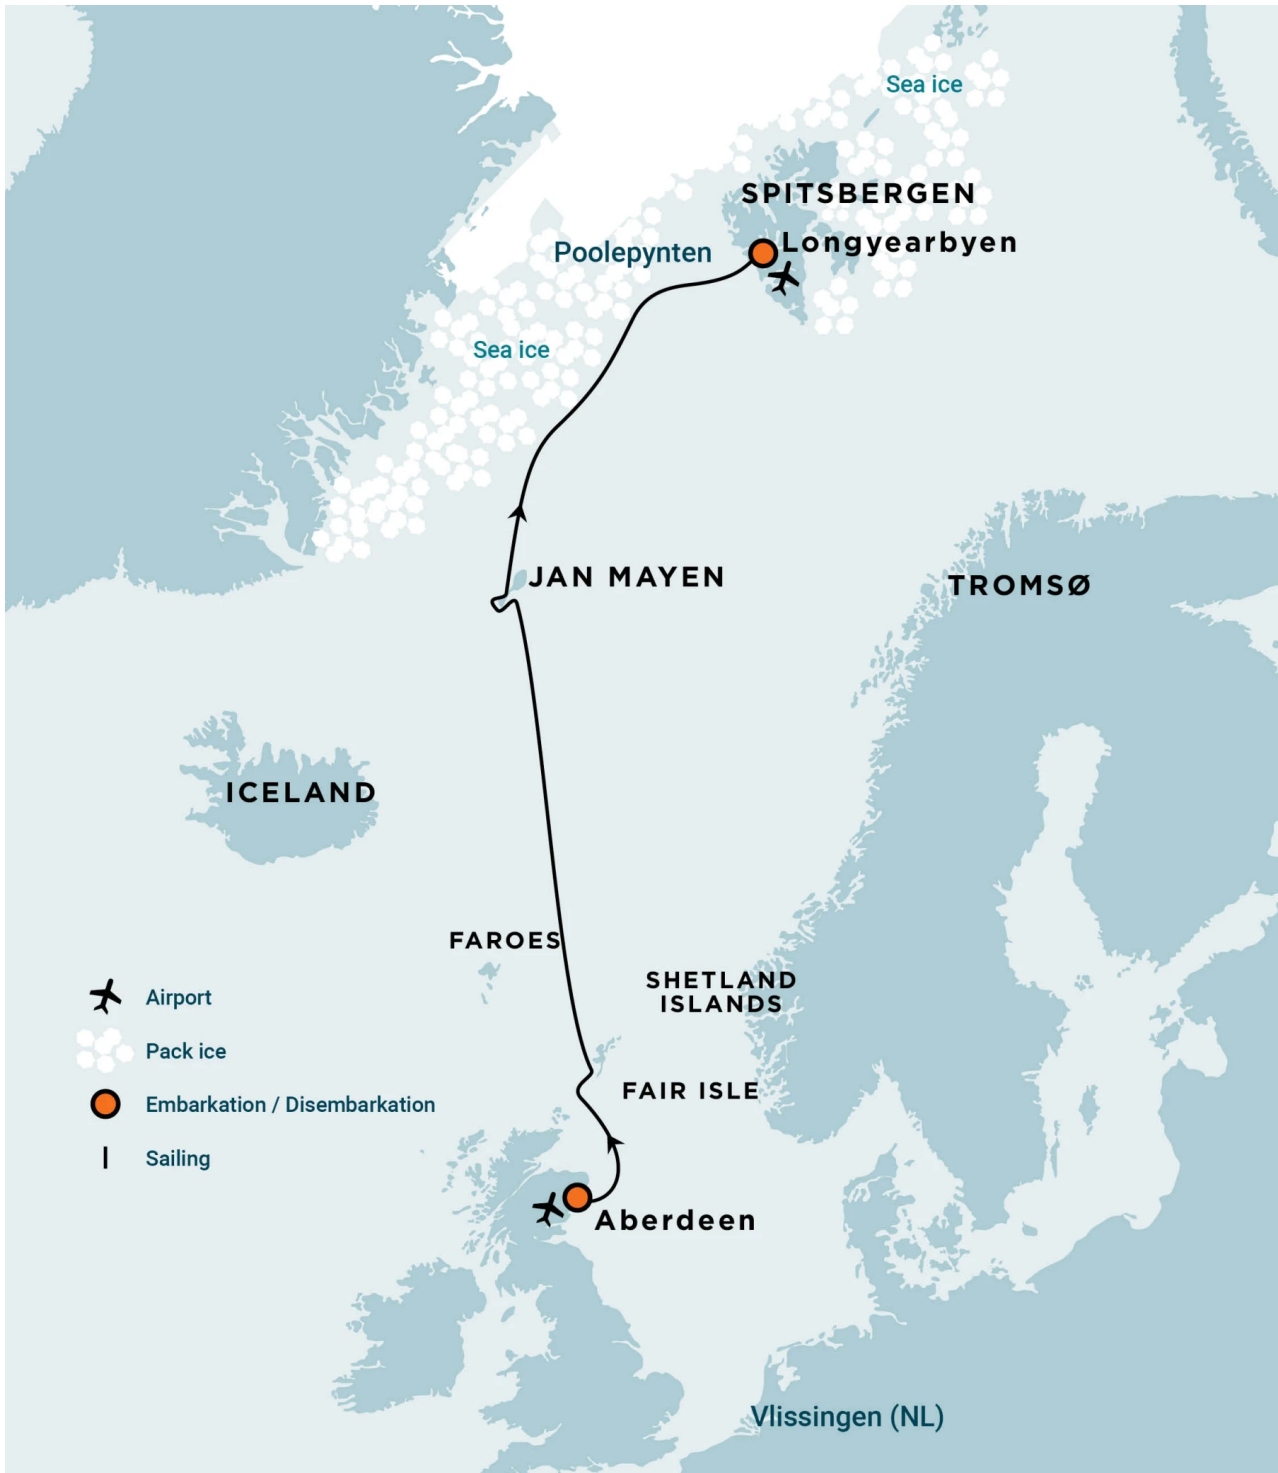 Sea ice
SPITSBERGEN
Longyearbyen
Poolepynten
Sea ice
JAN MAYEN
TROMSØ
ICELAND
FAROES
SHETLAND
ISLANDS
Airport
Pack ice
FAIR ISLE
Embarkation / Disembarkation
Sailing
Aberdeen
Vlissingen (NL)